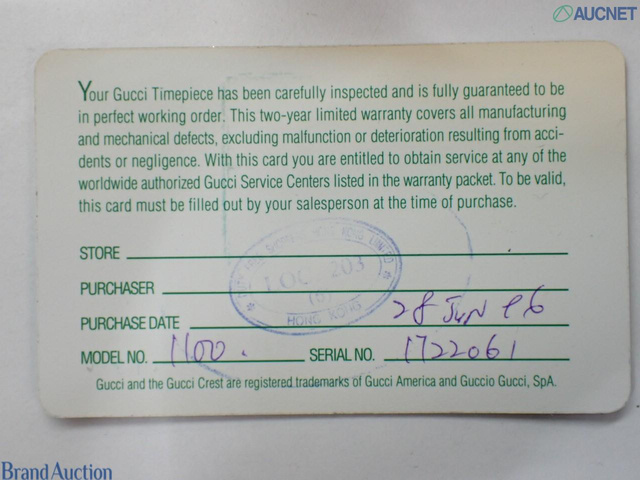 AUCNET
Your Gucci Timepiece has been carefully inspected and is fully guaranteed to be
in perfect working order. This two-year limited warranty covers all manufacturing
and mechanical defects, excluding malfunction or deterioration resulting from acci-
dents or negligence. With this card you are entitled to obtain service at any of the
worldwide authorized Gucci Service Centers listed in the warranty packet. To be valid,
this card must be filled out by your salesperson at the time of purchase.
STORE
LIMITED
LOC 203
(6)
HONG KONG
PURCHASER
PURCHASE DATE 28 JUN 96
MODEL NO. 1100. SERIAL NO. 1722061
Gucci and the Gucci Crest are registered trademarks of Gucci America and Guccio Gucci, SpA.
Brand Auction